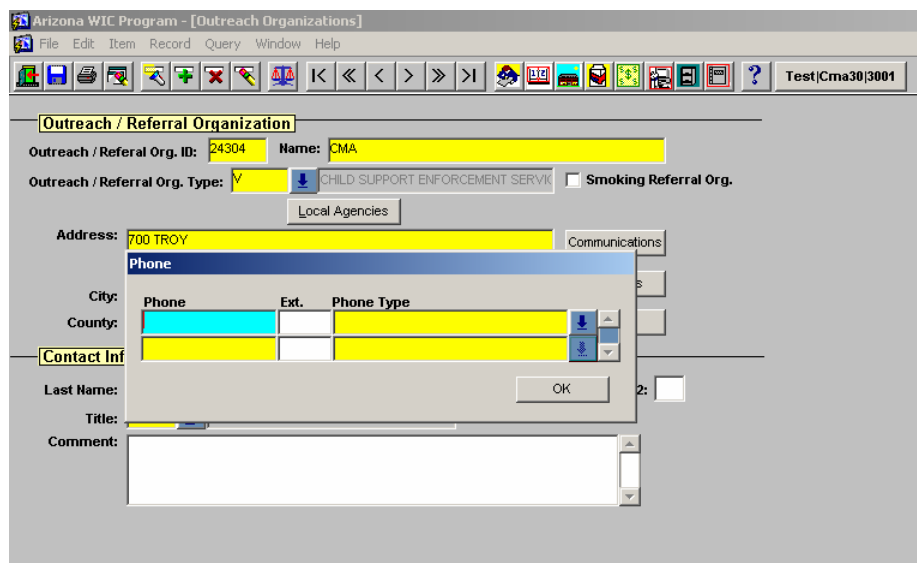 Arizona WIC Program - [Outreach Organizations]
File Edit Item Record Query Window Help
Test|Cma30|3001
Outreach / Referral Organization
Outreach / Referal Org. ID: 24304 Name: CMA
Outreach / Referral Org. Type: V CHILD SUPPORT ENFORCEMENT SERVIC Smoking Referral Org.
Local Agencies
Address: 700 TROY Communications
Phone
City: s
Phone Ext. Phone Type
County:
Contact Inf
OK
Last Name: 2:
Title:
Comment: